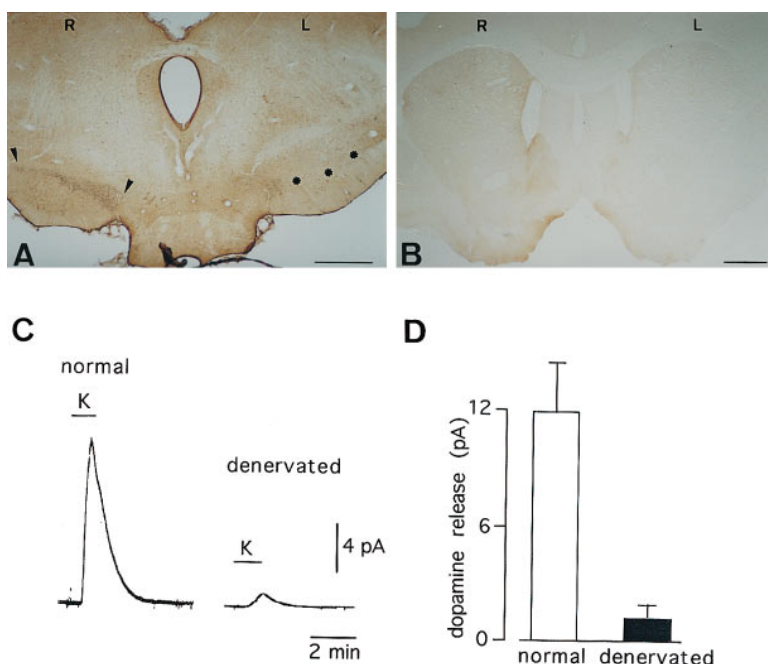 R L
A
R L
B
C
normal
K
denervated
K
4 pA
2 min
D
dopamine release (pA)
12
6
0
normal denervated